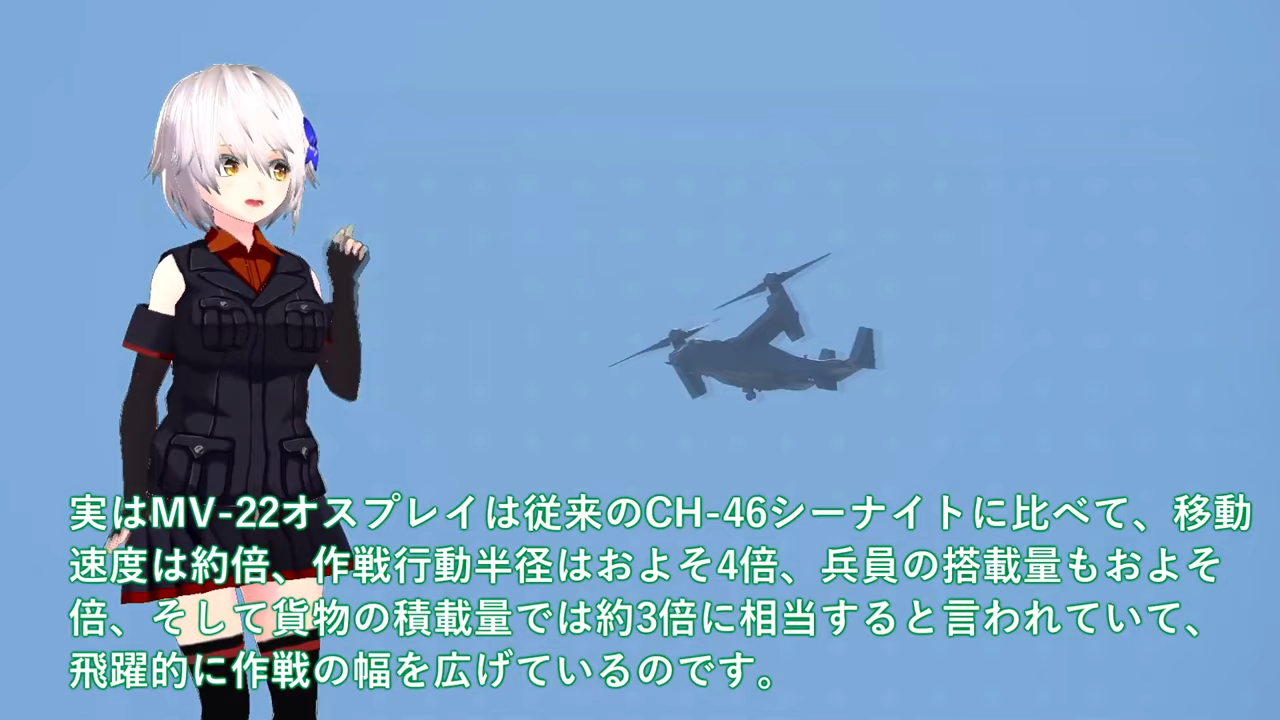 実はMV-22オスプレイは従来のCH-46シーナイトに比べて、移動
速度は約倍、作戦行動半径はおよそ4倍、兵員の搭載量もおよそ
倍、そして貨物の積載量では約3倍に相当すると言われていて、
飛躍的に作戦の幅を広げているのです。